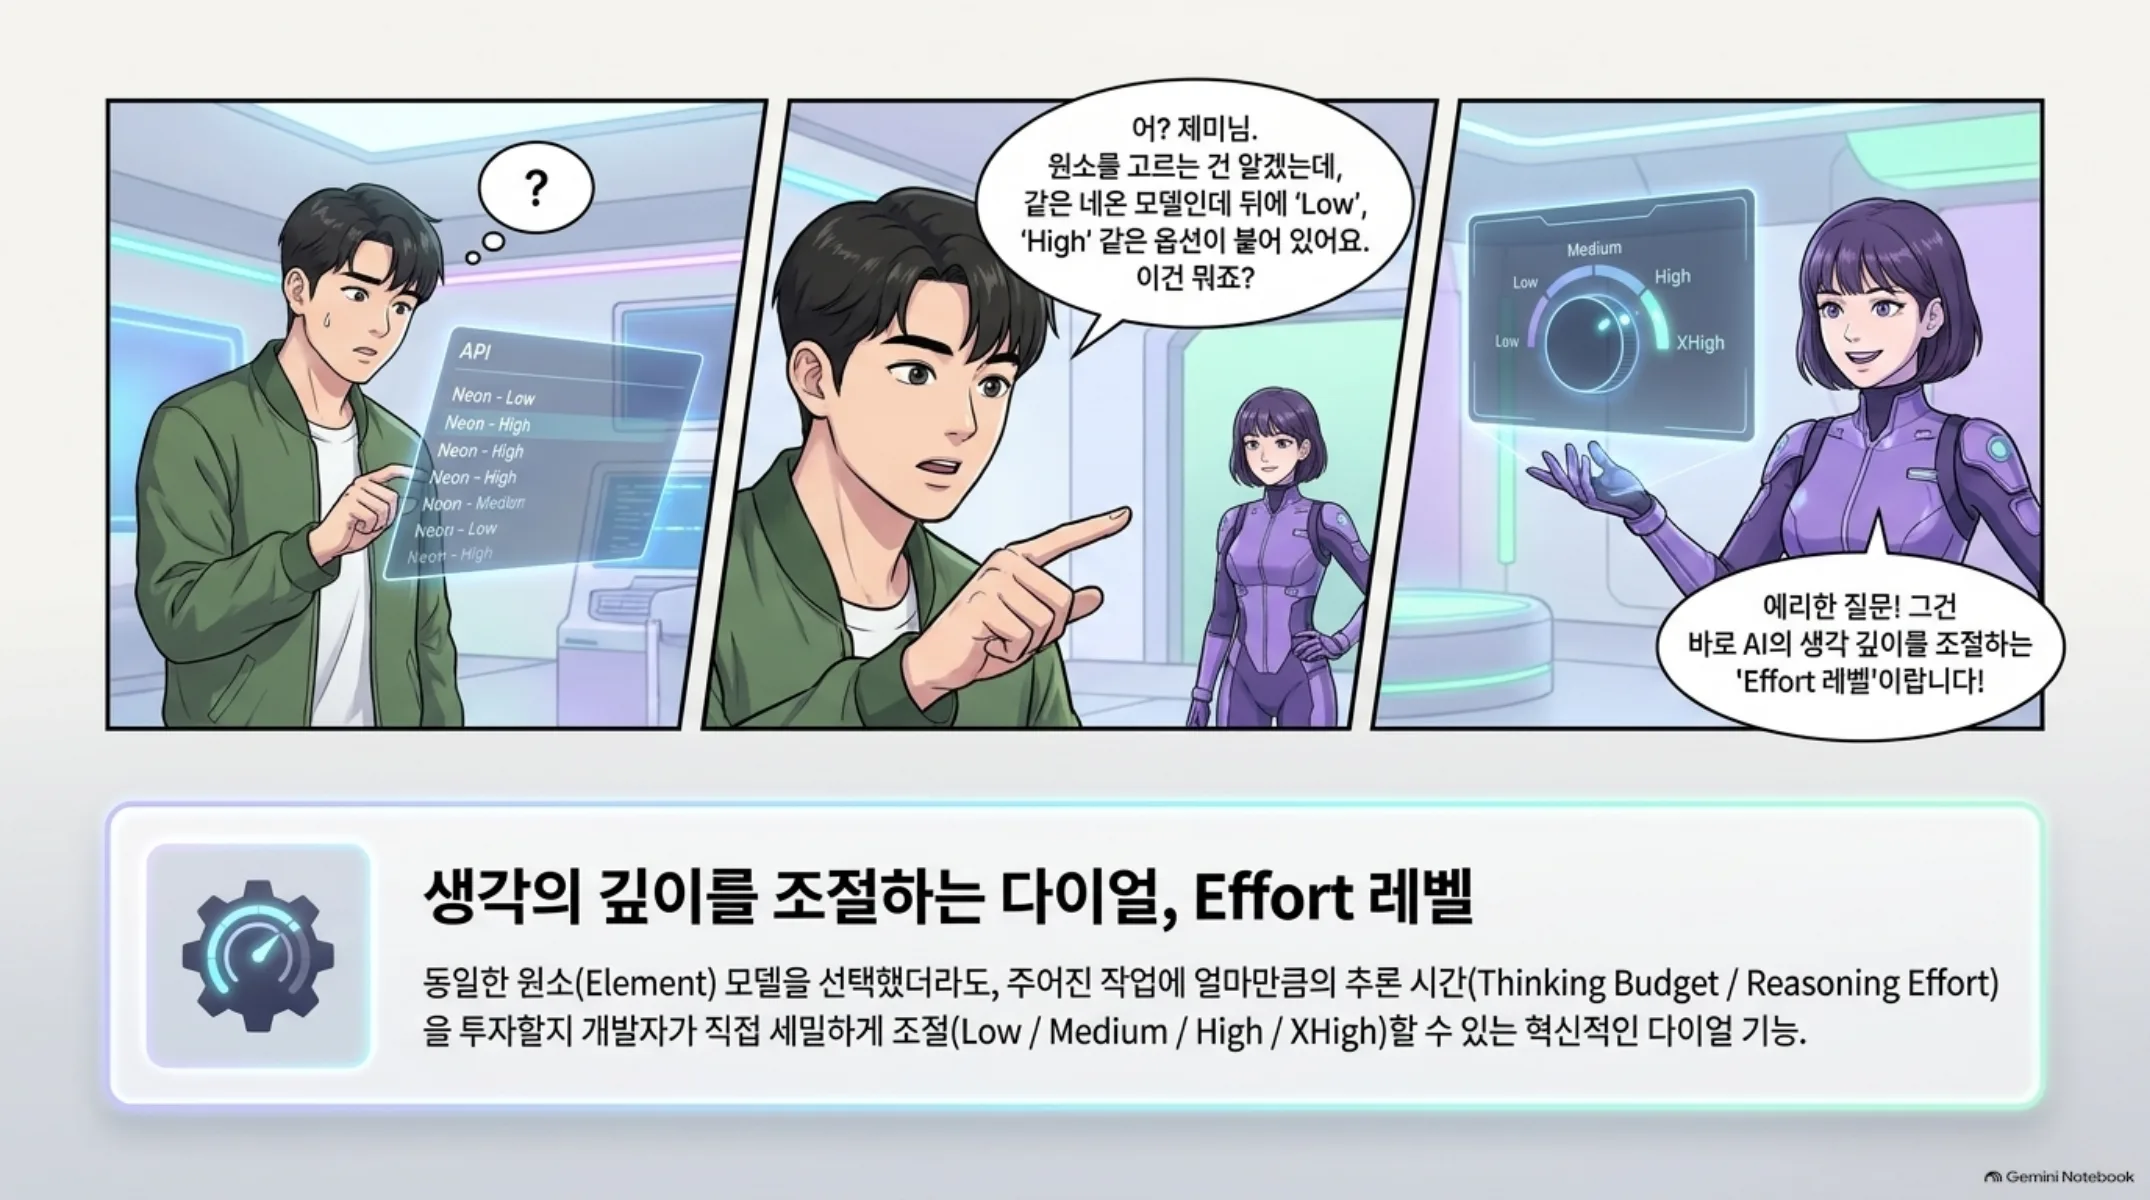 ?
API
Neon - Low
Neon - High
Neon - High
Neon - High
Noon - Medium
Neon - Low
Neon - High
어? 제미님.
원소를 고르는 건 알겠는데,
같은 네온 모델인데 뒤에 ‘Low’,
‘High’ 같은 옵션이 붙어 있어요.
이건 뭐죠?
Medium
Low
High
Low
XHigh
예리한 질문! 그건
바로 AI의 생각 깊이를 조절하는
'Effort 레벨'이랍니다!
생각의 깊이를 조절하는 다이얼, Effort 레벨
동일한 원소(Element) 모델을 선택했더라도, 주어진 작업에 얼마만큼의 추론 시간(Thinking Budget / Reasoning Effort)
을 투자할지 개발자가 직접 세밀하게 조절(Low / Medium / High / XHigh)할 수 있는 혁신적인 다이얼 기능.
Gemini Notebook